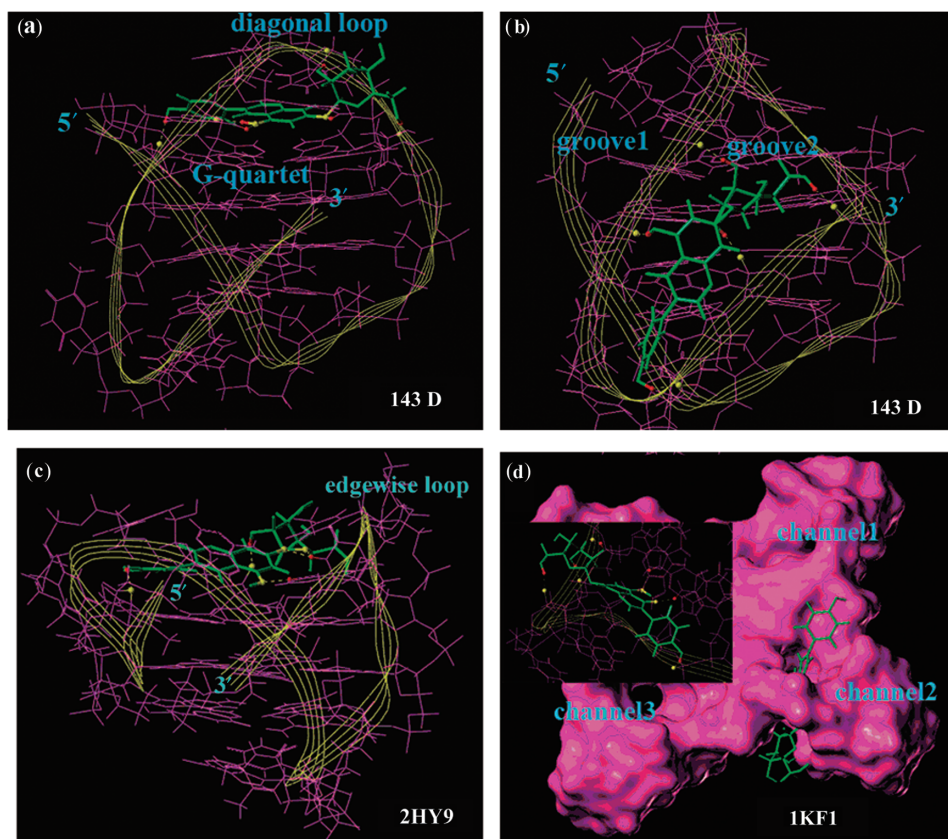 (a)
diagonal loop
5′
G-quartet
3′
143 D
(b)
5′
groove1
groove2
3′
143 D
(c)
edgewise loop
5′
3′
2HY9
(d)
channel1
channel2
channel3
1KF1